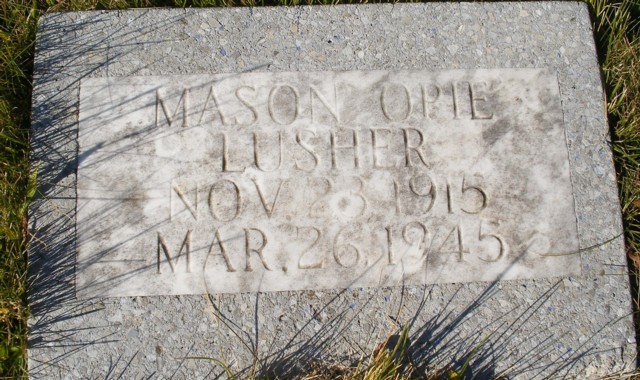 MASON OPIE
LUSHER
NOV 23 1915
MAR. 26, 1945